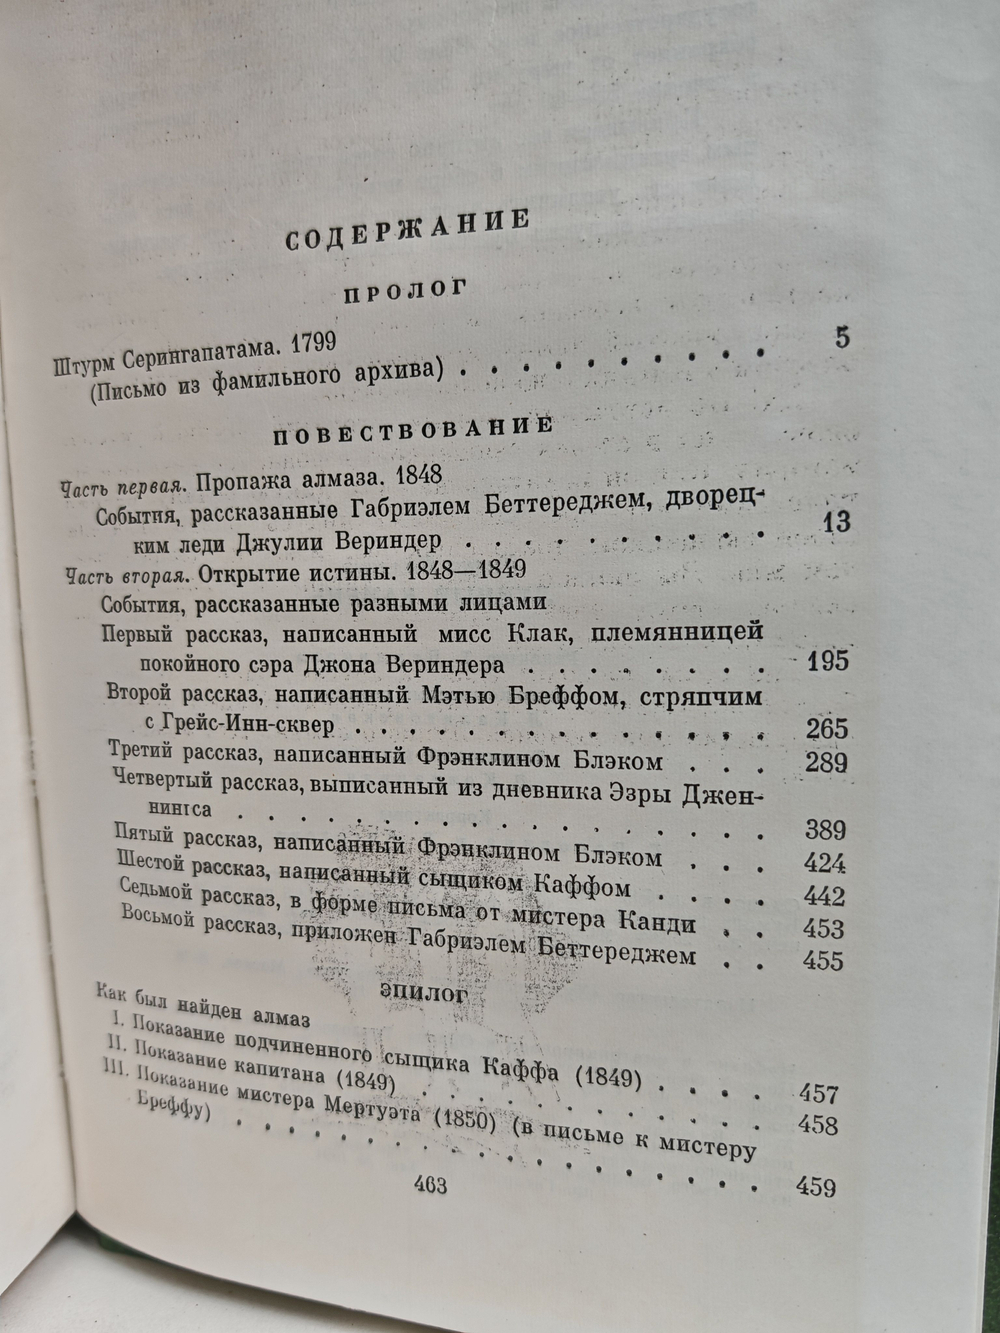 СОДЕРЖАНИЕ
ПРОЛОГ
Штурм Серингапатама. 1799
(Письмо из фамильного архива) . . . . . . . . . . 5
ПОВЕСТВОВАНИЕ
Часть первая. Пропажа алмаза. 1848
События, рассказанные Габриэлем Беттереджем, дворец-
ким леди Джулии Вериндер . . . . . . . . . . 13
Часть вторая. Открытие истины. 1848—1849
События, рассказанные разными лицами
Первый рассказ, написанный мисс Клак, племянницей
покойного сэра Джона Вериндера . . . . . . . . 195
Второй рассказ, написанный Мэтью Бреффом, стряпчим
с Грейс-Инн-сквер . . . . . . . . . . . . . . 265
Третий рассказ, написанный Фрэнклином Блэком . . . 289
Четвертый рассказ, выписанный из дневника Эзры Джен-
нингса . . . . . . . . . . . . . . . . . . 389
Пятый рассказ, написанный Фрэнклином Блэком . . . 424
Шестой рассказ, написанный сыщиком Каффом . . . . 442
Седьмой рассказ, в форме письма от мистера Канди . . 453
Восьмой рассказ, приложен Габриэлем Беттереджем . . 455
ЭПИЛОГ
Как был найден алмаз
I. Показание подчиненного сыщика Каффа (1849) . . . . 457
II. Показание капитана (1849) . . . . . . . . . . . . 458
III. Показание мистера Мертуэта (1850) (в письме к мистеру
Бреффу) . . . . . . . . . . . . . . . . . . 459
463